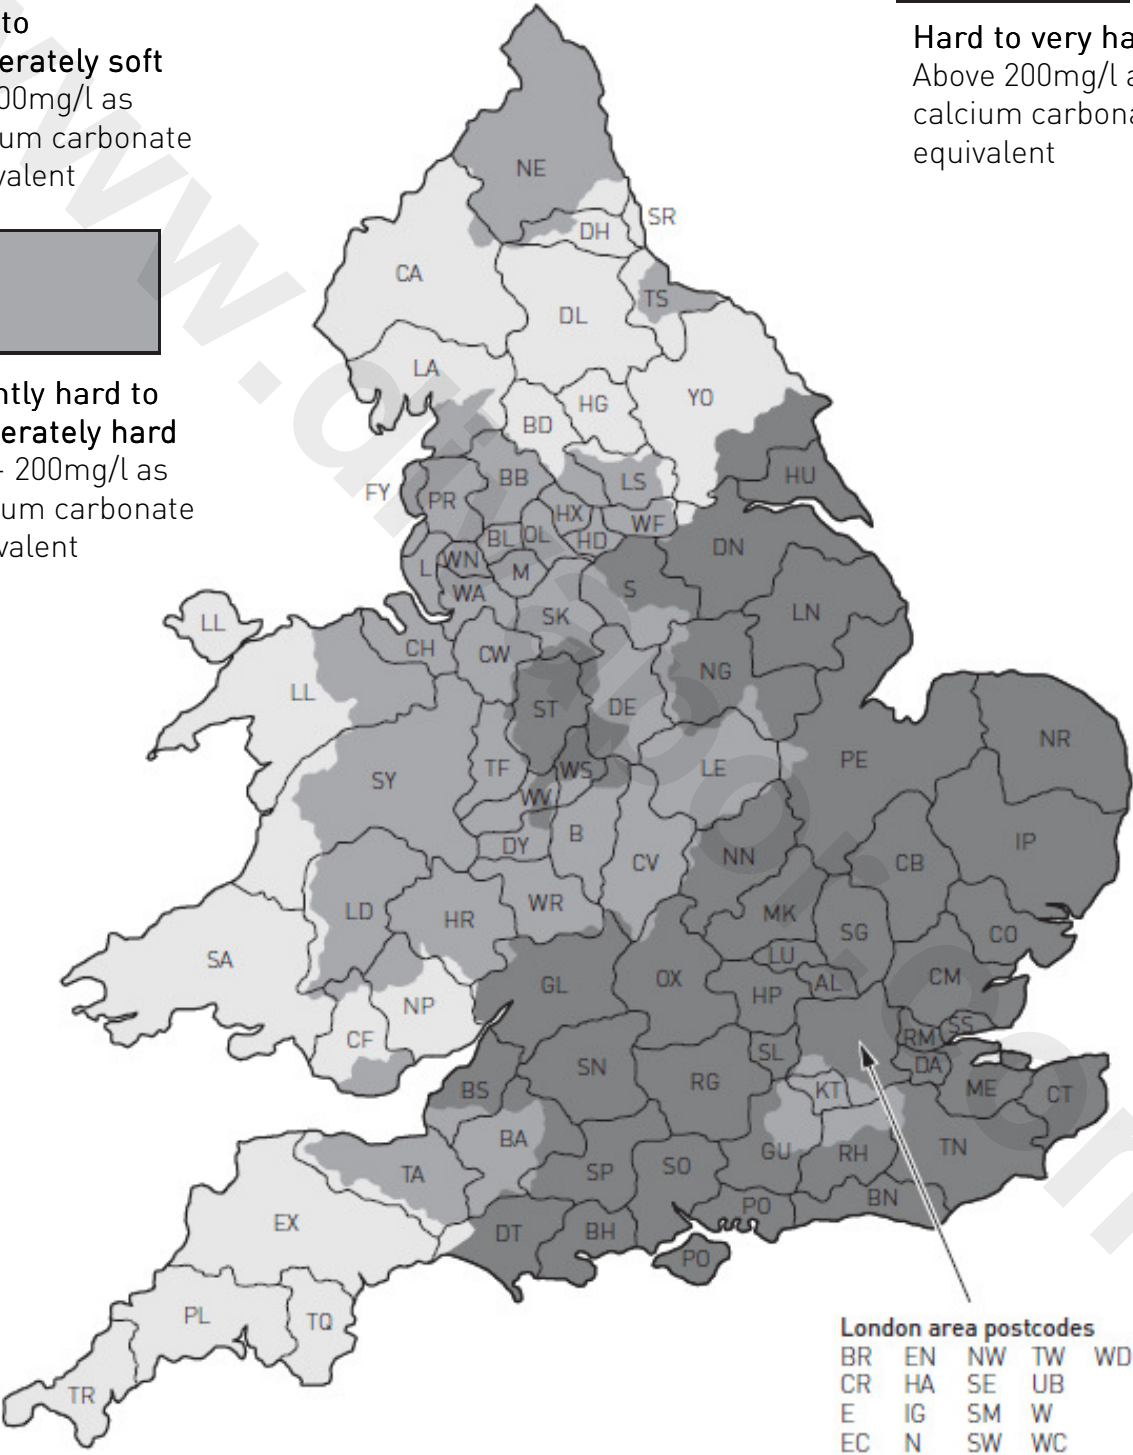 to
erately soft
00mg/l as
um carbonate
valent
Hard to very ha
Above 200mg/l a
calcium carbona
equivalent
ntly hard to
erately hard
- 200mg/l as
um carbonate
valent
NE
SR
DH
CA
TS
DL
LA
HG
YO
BD
HU
BB
LS
FY
PR
HX
WF
BL
OL
HD
DN
WN
L
M
S
WA
SK
LN
LL
CH
CW
NG
LL
ST
DE
NR
PE
TF
WS
LE
SY
WV
B
IP
DY
CV
NN
CB
WR
LD
HR
MK
SG
CO
SA
LU
GL
OX
AL
CM
HP
NP
SS
RM
CF
SL
DA
SN
RG
KT
ME
CT
BS
BA
GU
RH
TN
TA
SP
SO
BN
PO
EX
DT
BH
PO
PL
TQ
TR
London area postcodes
BR EN NW TW WD
CR HA SE UB
E IG SM W
EC N SW WC